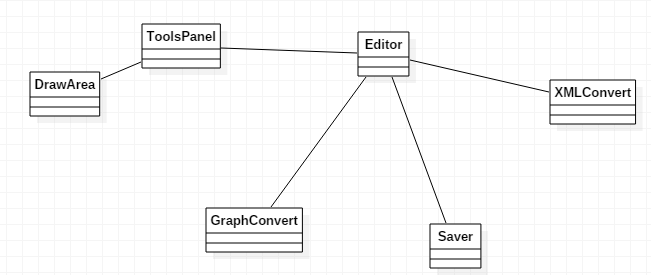 ToolsPanel
Editor
DrawArea
XMLConvert
GraphConvert
Saver